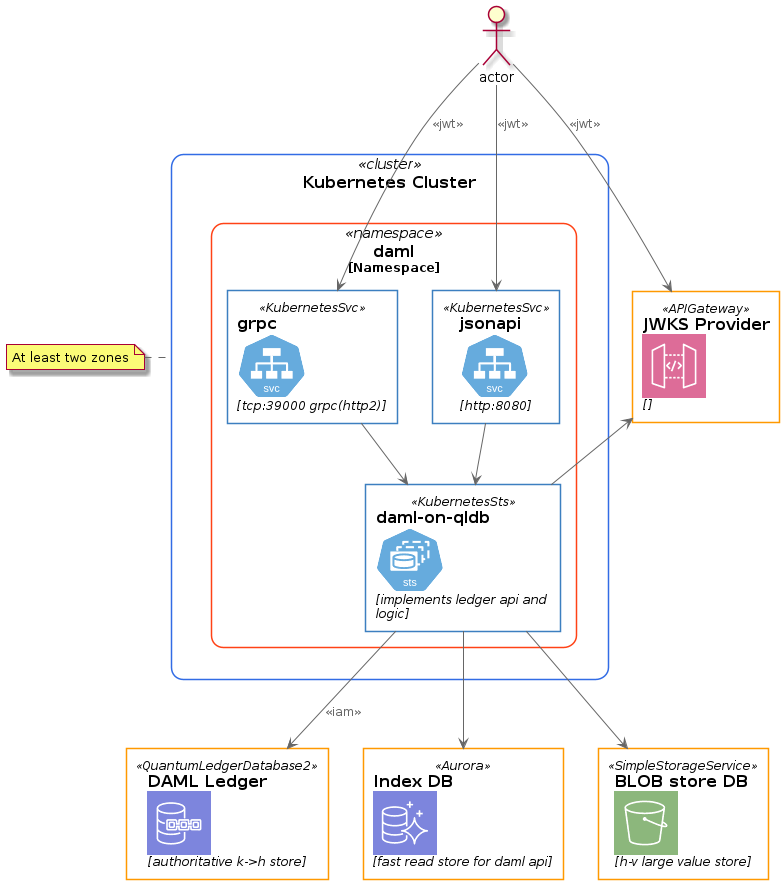 actor
«jwt»
«jwt»
«jwt»
«cluster»
Kubernetes Cluster
«namespace»
daml
[Namespace]
«KubernetesSvc»
grpc
svc
[tcp:39000 grpc(http2)]
«KubernetesSvc»
jsonapi
svc
[http:8080]
«APIGateway»
JWKS Provider
[]
At least two zones
«KubernetesSts»
daml-on-qldb
sts
[implements ledger api and
logic]
«iam»
«QuantumLedgerDatabase2»
DAML Ledger
[authoritative k->h store]
«Aurora»
Index DB
[fast read store for daml api]
«SimpleStorageService»
BLOB store DB
[h-v large value store]